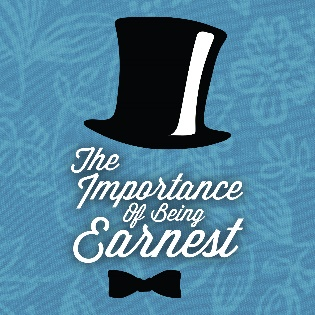 The
Importance
Of Being
Earnest